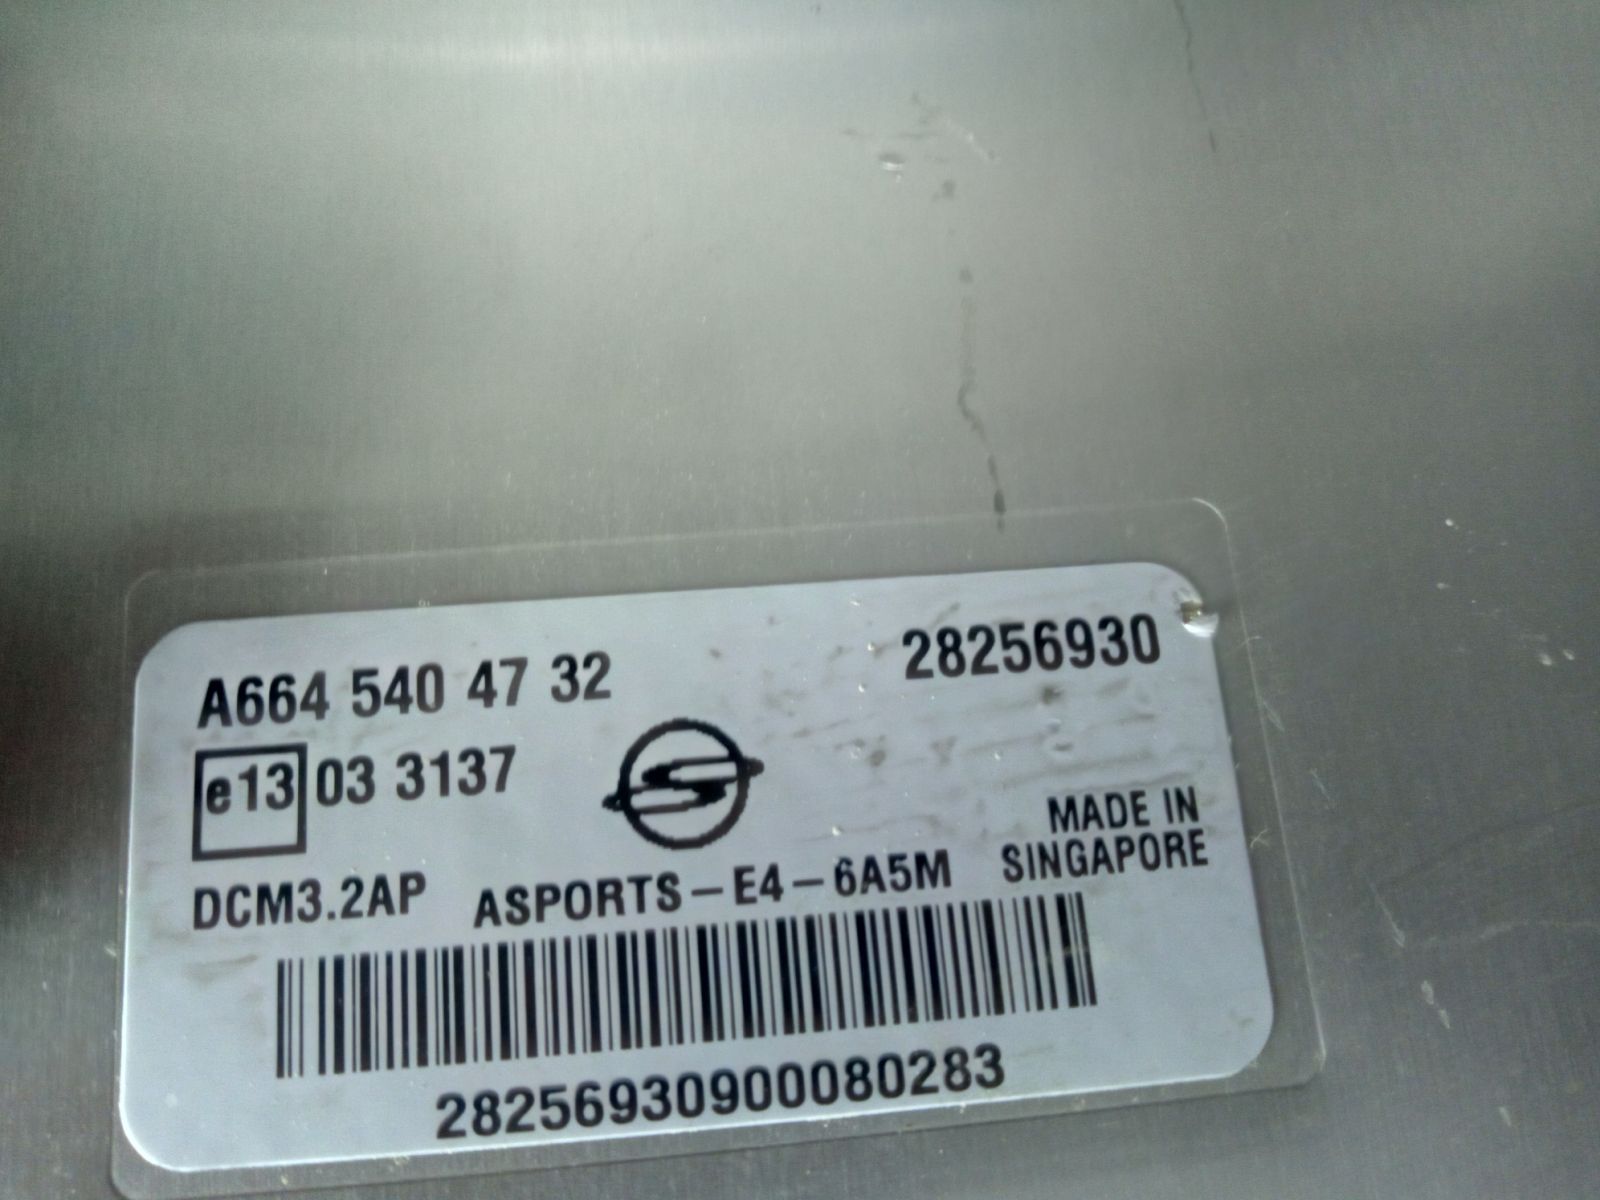 A664 540 47 32 28256930
e13 03 3137
MADE IN
SINGAPORE
DCM3.2AP ASPORTS-E4-6A5M
28256930900080283